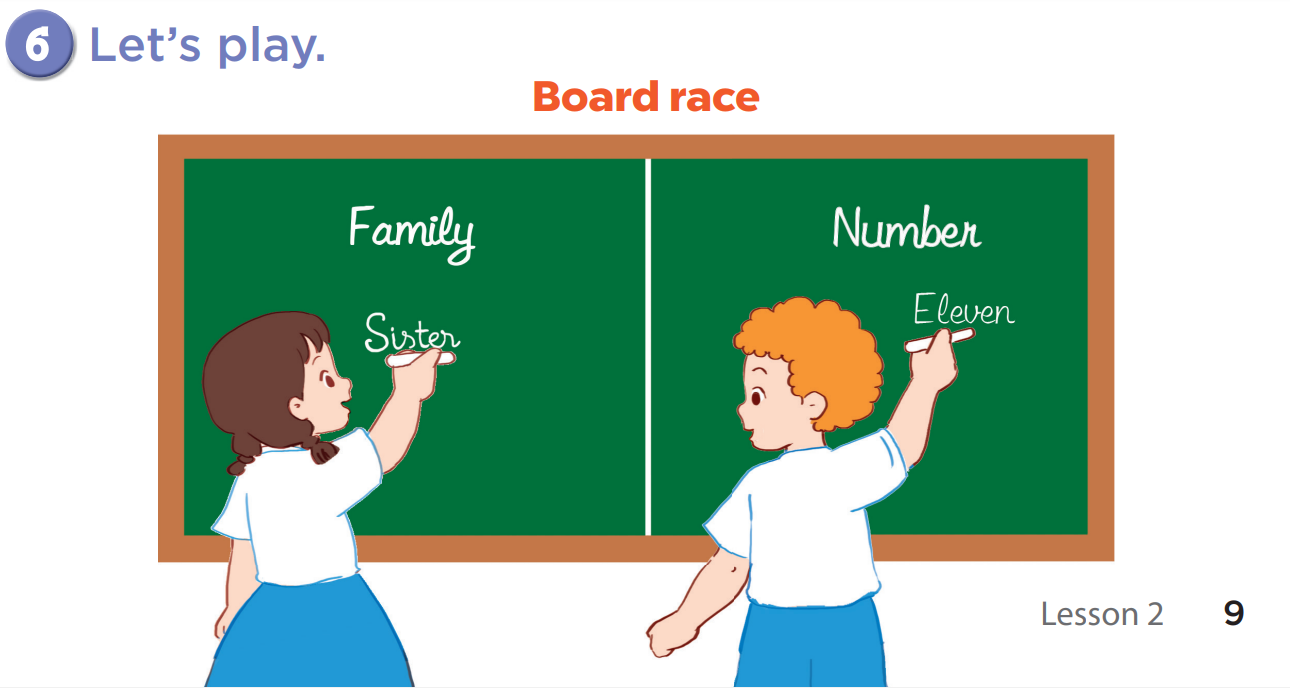 6 Let's play.
Board race
Family
Number
Sister
Eleven
Lesson 2 9